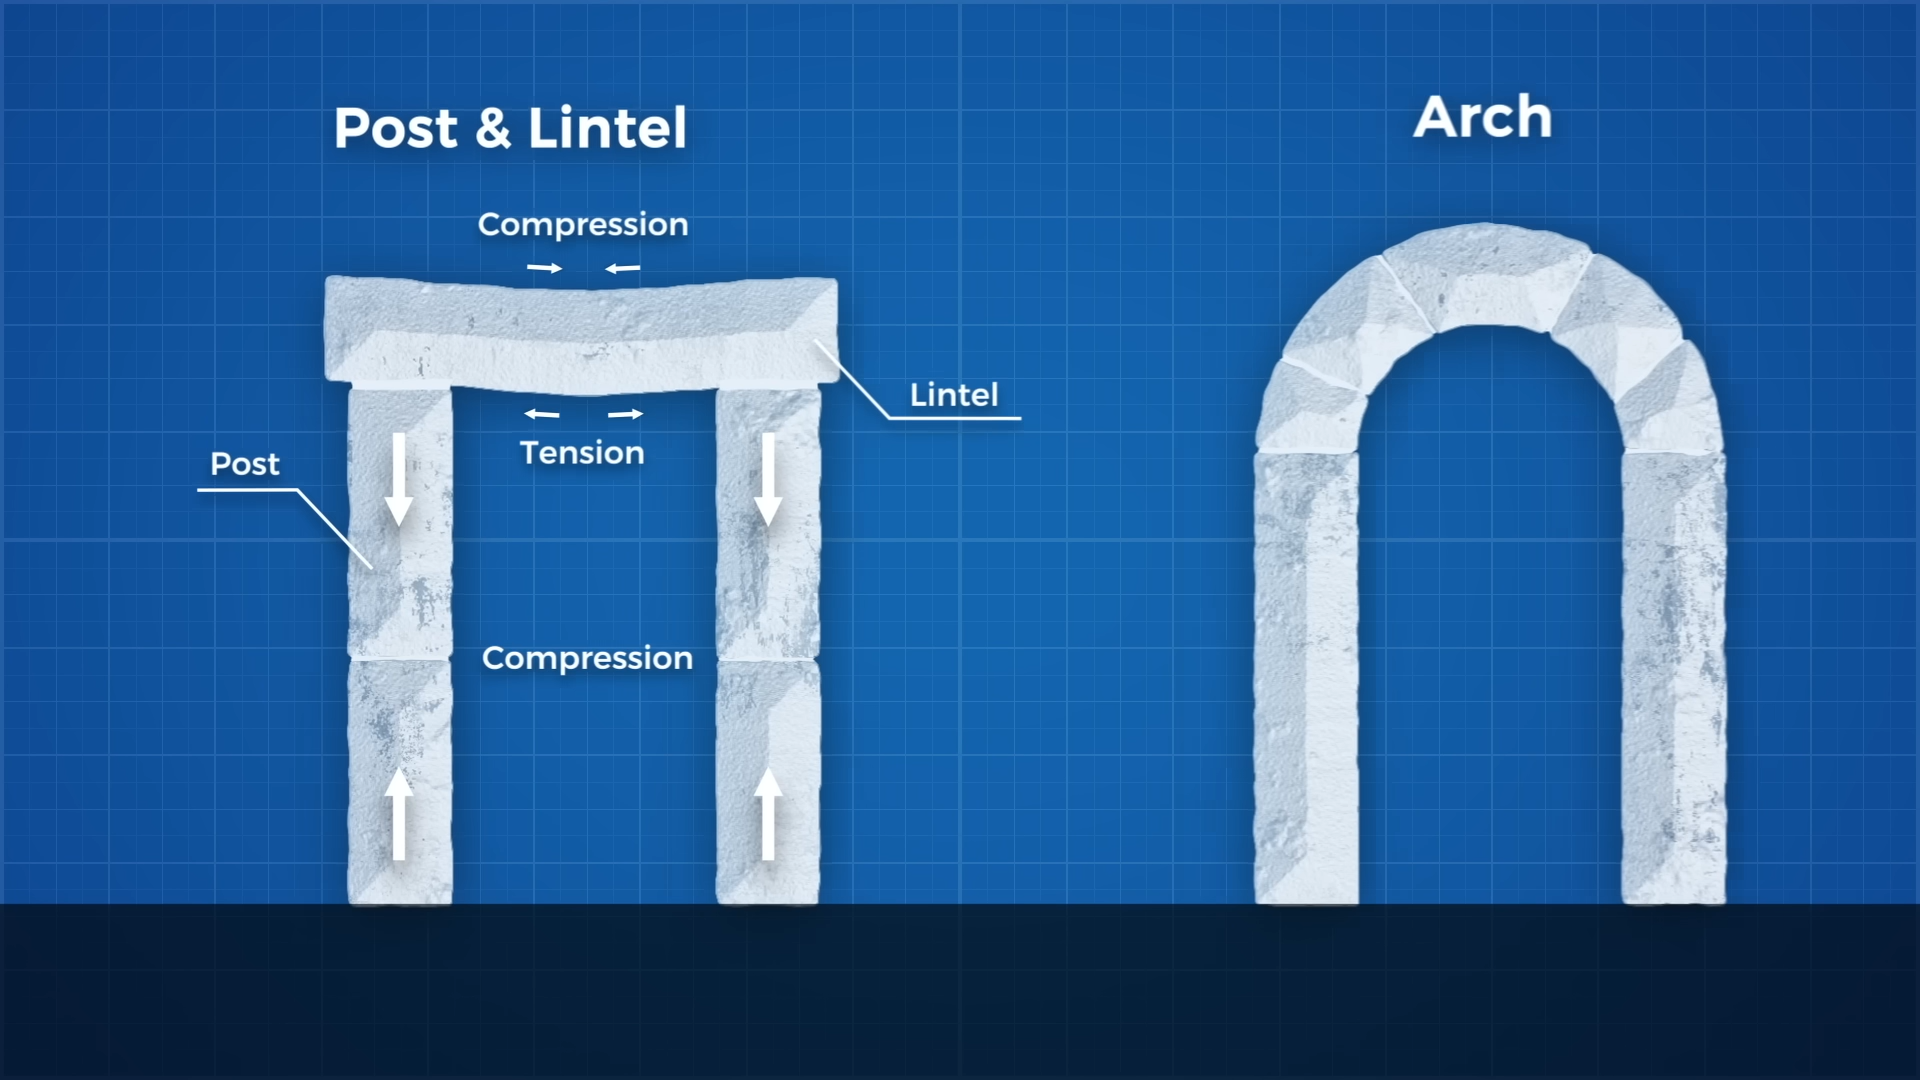 Post & Lintel
Arch
Compression
Lintel
Tension
Post
Compression